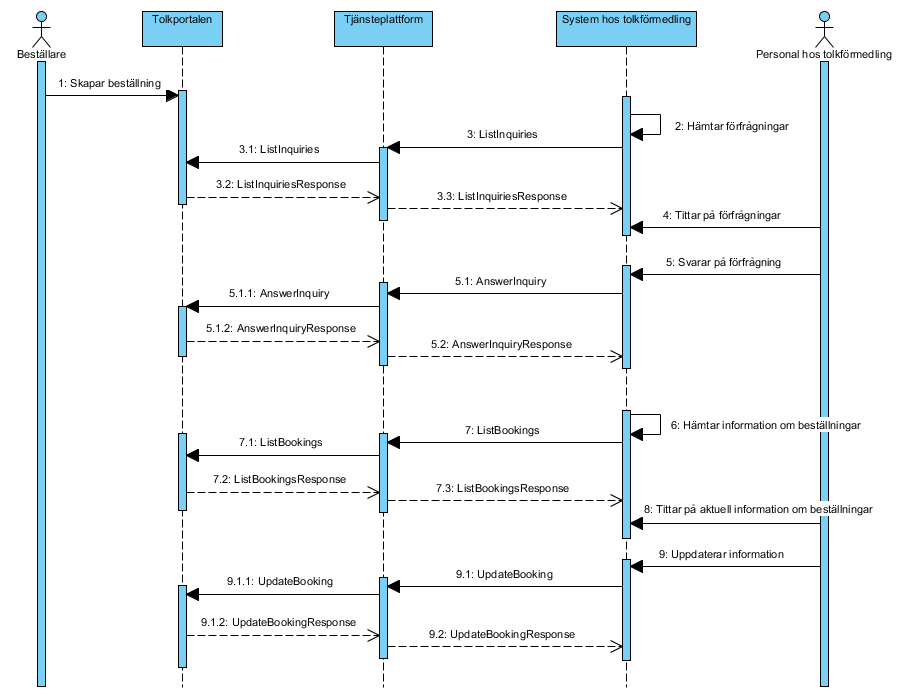 Tolkportalen
Tjänsteplattform
System hos tolkförmedling
Beställare
Personal hos tolkförmedling
1: Skapar beställning
2: Hämtar förfrågningar
3: ListInquiries
3.1: ListInquiries
3.2: ListInquiriesResponse
3.3: ListInquiriesResponse
4: Tittar på förfrågningar
5: Svarar på förfrågning
5.1: AnswerInquiry
5.1.1: AnswerInquiry
5.1.2: AnswerInquiryResponse
5.2: AnswerInquiryResponse
6: Hämtar information om beställningar
7: ListBookings
7.1: ListBookings
7.2: ListBookingsResponse
7.3: ListBookingsResponse
8: Tittar på aktuell information om beställningar
9: Uppdaterar information
9.1: UpdateBooking
9.1.1: UpdateBooking
9.1.2: UpdateBookingResponse
9.2: UpdateBookingResponse